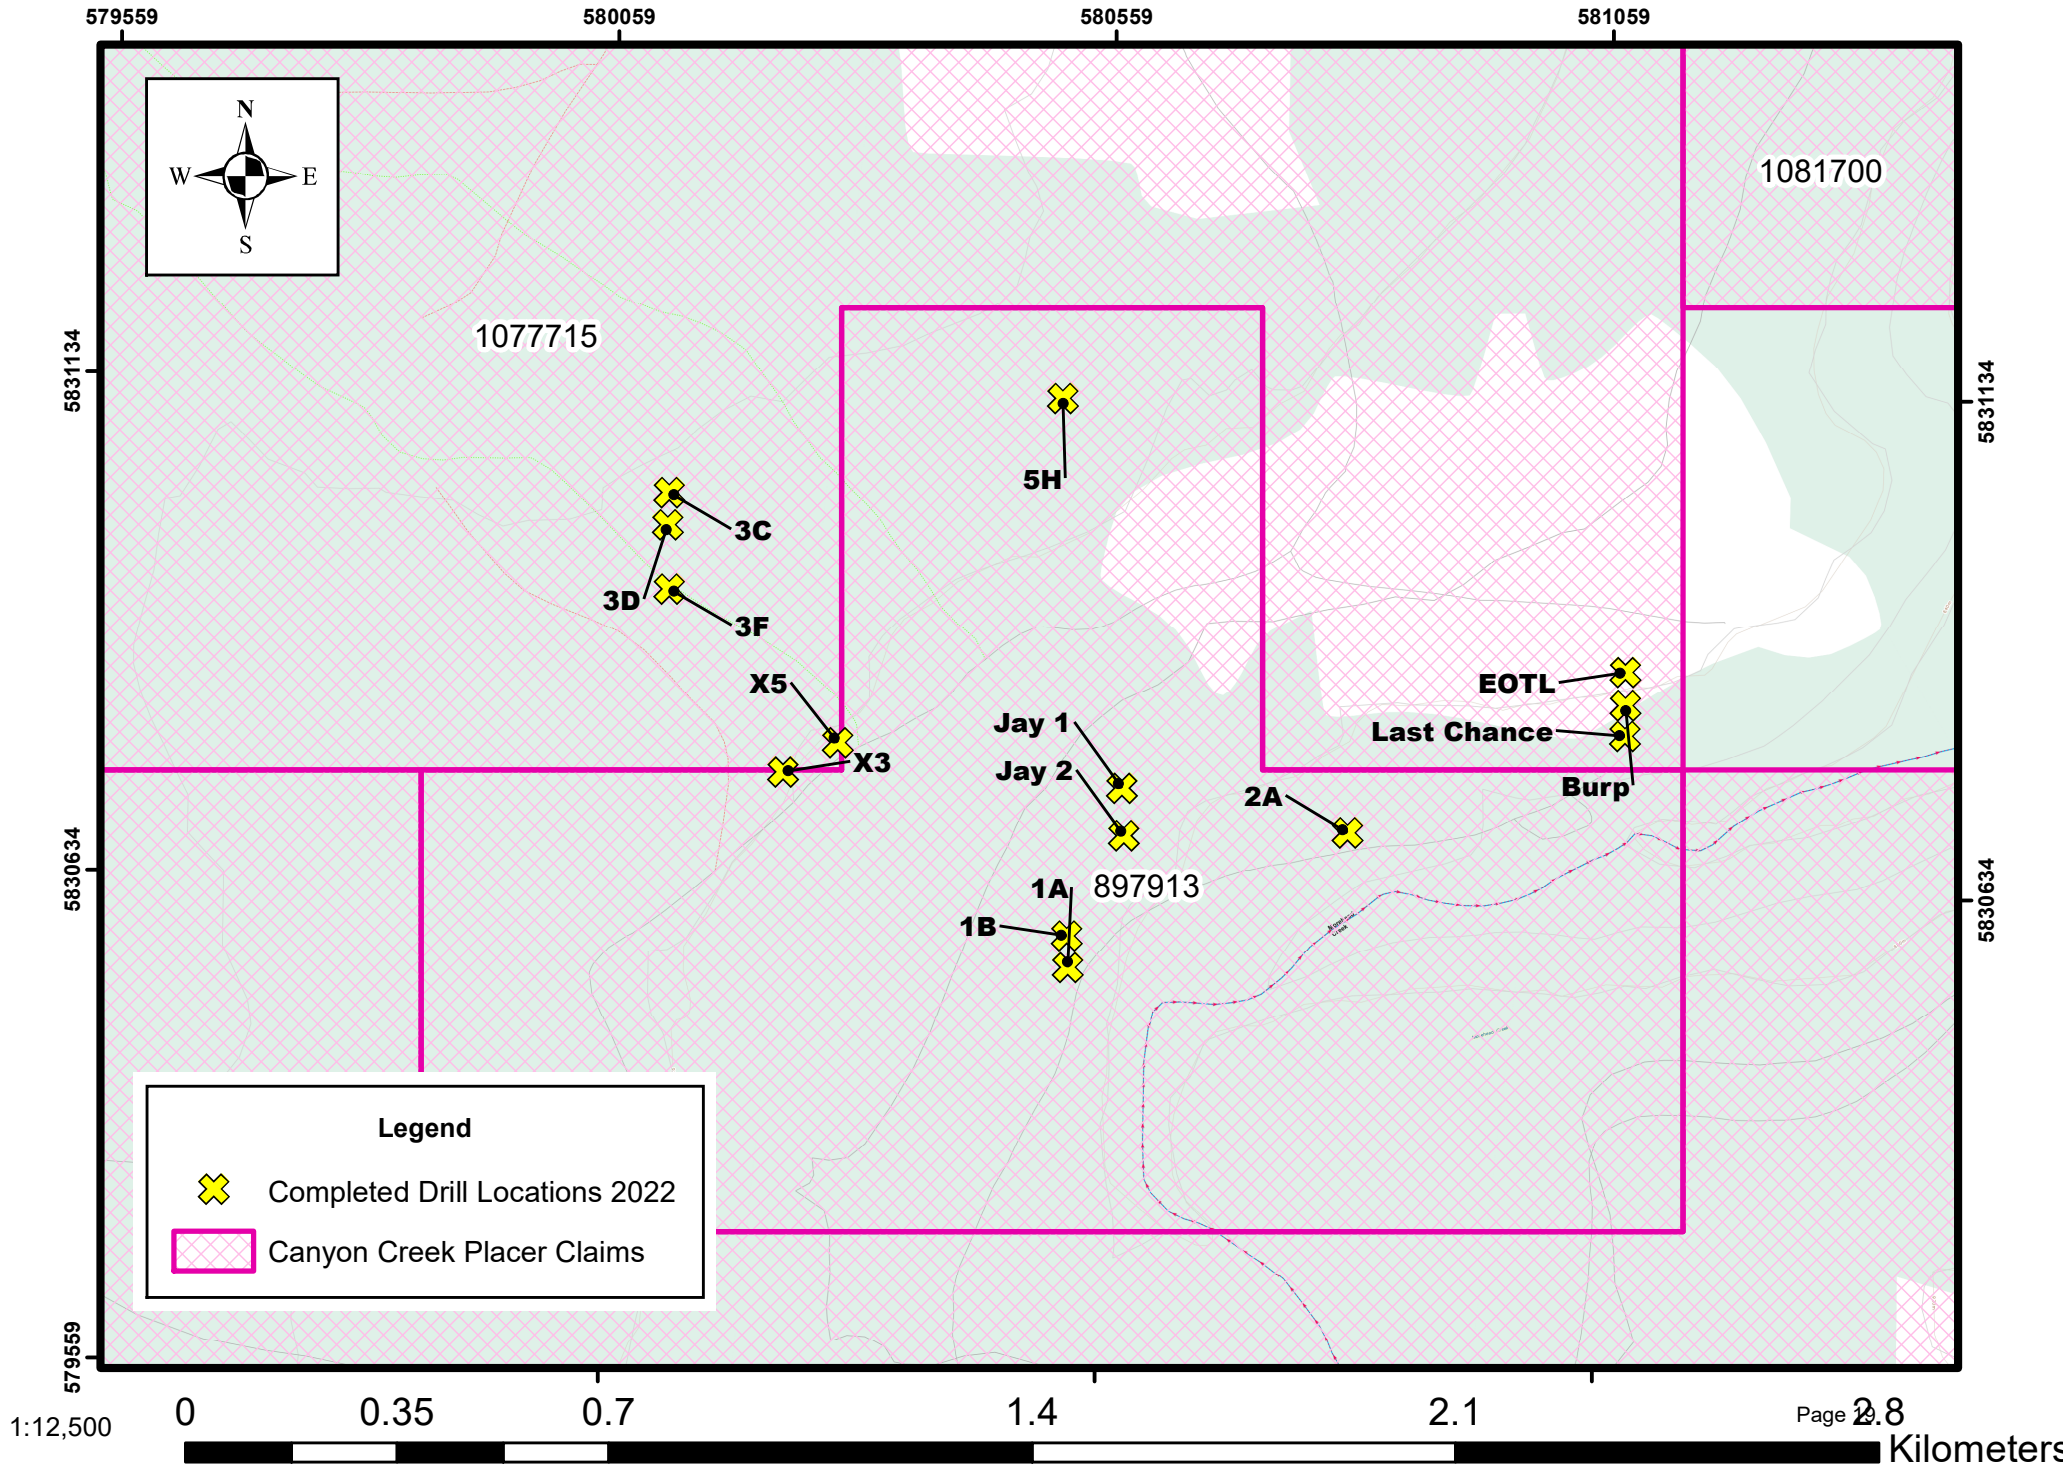 579559 580059 580559 581059
N
W E
S
1081700
1077715
5831134
5831134
5H
3C
3D
3F
X5
EOTL
Jay 1
Last Chance
X3
Jay 2
Burp
2A
5830634
5830634
1A
897913
1B
Creek
Legend
Completed Drill Locations 2022
Canyon Creek Placer Claims
579559
0 0.35 0.7 1.4 2.1 2.8
1:12,500
Page 19
Kilometers